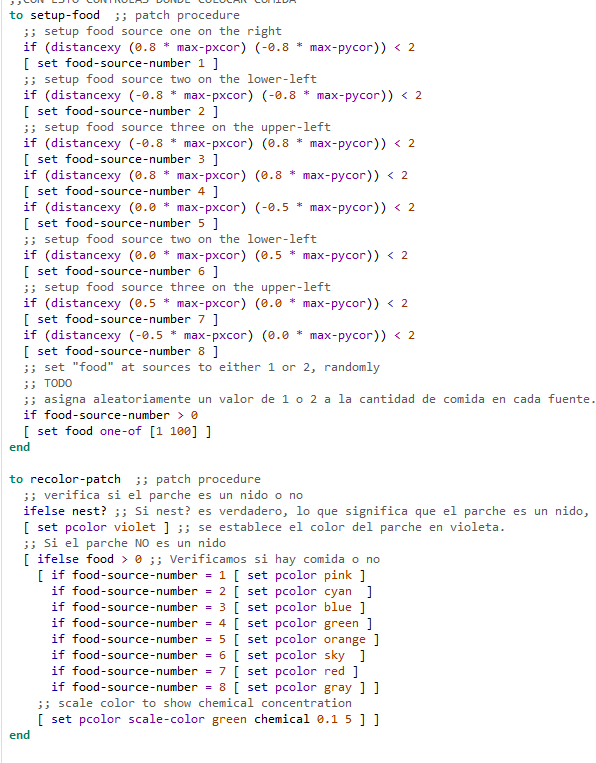 ;;CON ESTO CONTROLAS DONDE COLOCAR COMIDA
to setup-food  ;; patch procedure
  ;; setup food source one on the right
  if (distancexy (0.8 * max-pxcor) (-0.8 * max-pycor)) < 2
  [ set food-source-number 1 ]
  ;; setup food source two on the lower-left
  if (distancexy (-0.8 * max-pxcor) (-0.8 * max-pycor)) < 2
  [ set food-source-number 2 ]
  ;; setup food source three on the upper-left
  if (distancexy (-0.8 * max-pxcor) (0.8 * max-pycor)) < 2
  [ set food-source-number 3 ]
  if (distancexy (0.8 * max-pxcor) (0.8 * max-pycor)) < 2
  [ set food-source-number 4 ]
  if (distancexy (0.0 * max-pxcor) (-0.5 * max-pycor)) < 2
  [ set food-source-number 5 ]
  ;; setup food source two on the lower-left
  if (distancexy (0.0 * max-pxcor) (0.5 * max-pycor)) < 2
  [ set food-source-number 6 ]
  ;; setup food source three on the upper-left
  if (distancexy (0.5 * max-pxcor) (0.0 * max-pycor)) < 2
  [ set food-source-number 7 ]
  if (distancexy (-0.5 * max-pxcor) (0.0 * max-pycor)) < 2
  [ set food-source-number 8 ]
  ;; set "food" at sources to either 1 or 2, randomly
  ;; TODO
  ;; asigna aleatoriamente un valor de 1 o 2 a la cantidad de comida en cada fuente.
  if food-source-number > 0
  [ set food one-of [1 100] ]
end

to recolor-patch  ;; patch procedure
  ;; verifica si el parche es un nido o no
  ifelse nest? ;; Si nest? es verdadero, lo que significa que el parche es un nido,
  [ set pcolor violet ] ;; se establece el color del parche en violeta.
  ;; Si el parche NO es un nido
  [ ifelse food > 0 ;; Verificamos si hay comida o no
    [ if food-source-number = 1 [ set pcolor pink ]
      if food-source-number = 2 [ set pcolor cyan  ]
      if food-source-number = 3 [ set pcolor blue ]
      if food-source-number = 4 [ set pcolor green ]
      if food-source-number = 5 [ set pcolor orange ]
      if food-source-number = 6 [ set pcolor sky  ]
      if food-source-number = 7 [ set pcolor red ]
      if food-source-number = 8 [ set pcolor gray ] ]
    ;; scale color to show chemical concentration
    [ set pcolor scale-color green chemical 0.1 5 ] ]
end